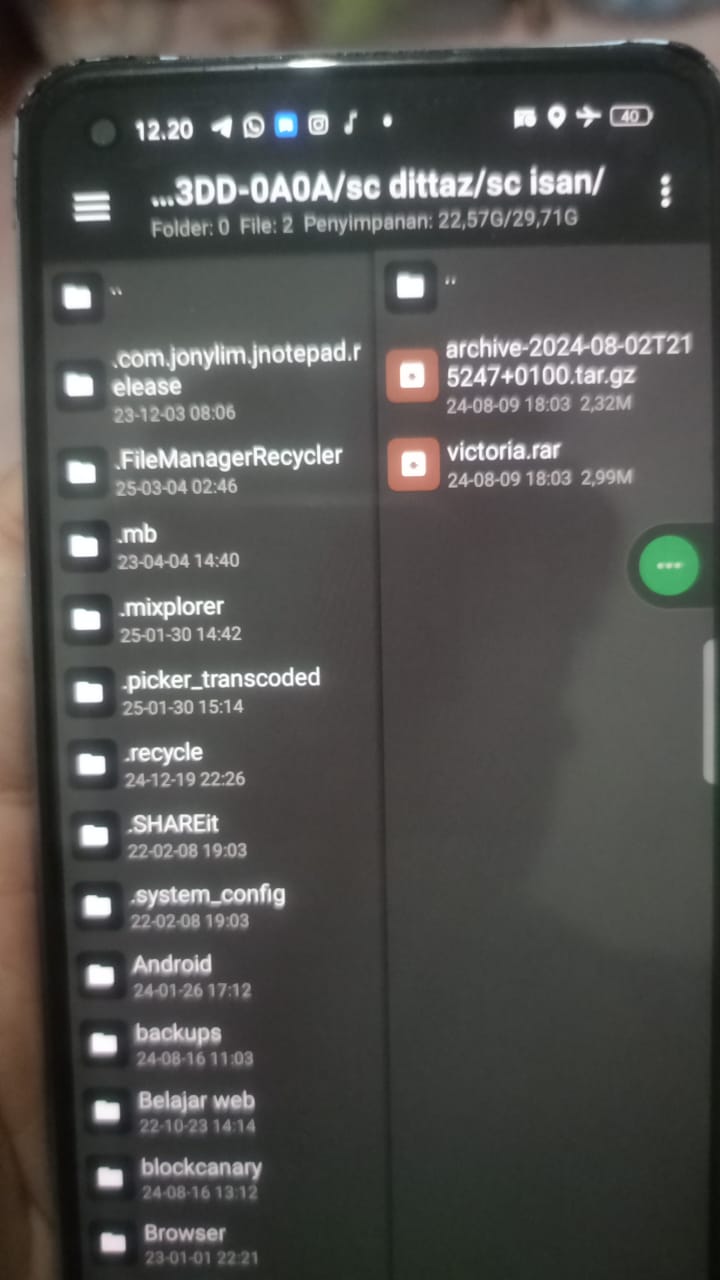 12.20
40
...3DD-0A0A/sc dittaz/sc isan/
Folder: 0 File: 2 Penyimpanan: 22,57G/29,71G
..
.com.jonylim.jnotepad.r
elease
23-12-03 08:06
.FileManagerRecycler
25-03-04 02:46
.mb
23-04-04 14:40
.mixplorer
25-01-30 14:42
.picker_transcoded
25-01-30 15:14
.recycle
24-12-19 22:26
.SHAREit
22-02-08 19:03
.system_config
22-02-08 19:03
Android
24-01-26 17:12
backups
24-08-16 11:03
Belajar web
22-10-23 14:14
blockcanary
24-08-16 13:12
Browser
23-01-01 22:21
..
archive-2024-08-02T21
5247+0100.tar.gz
24-08-09 18:03 2,32M
victoria.rar
24-08-09 18:03 2,99M